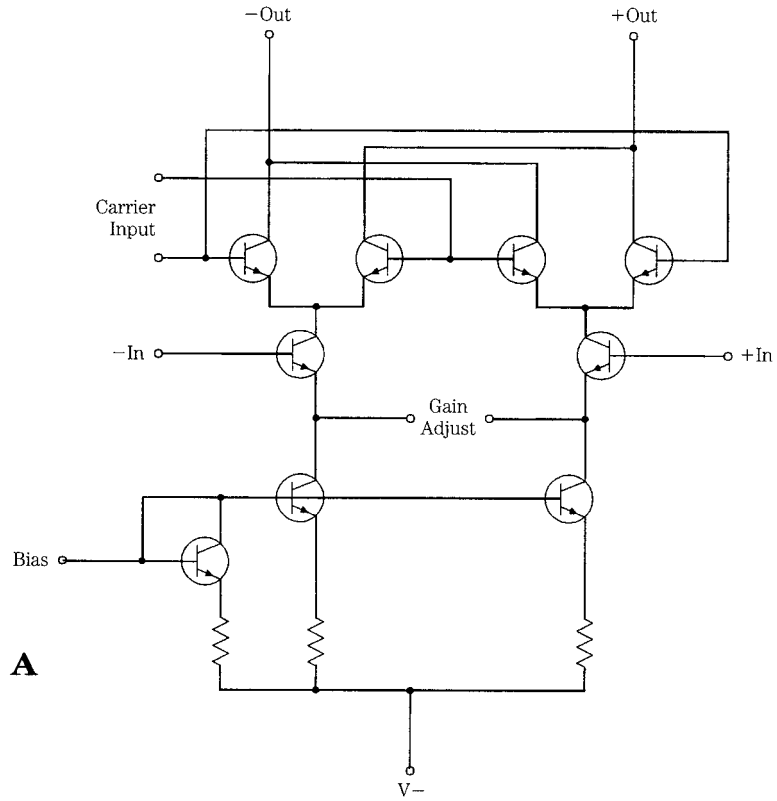 −Out
+Out
Carrier
Input
−In
+In
Gain
Adjust
Bias
A
V−